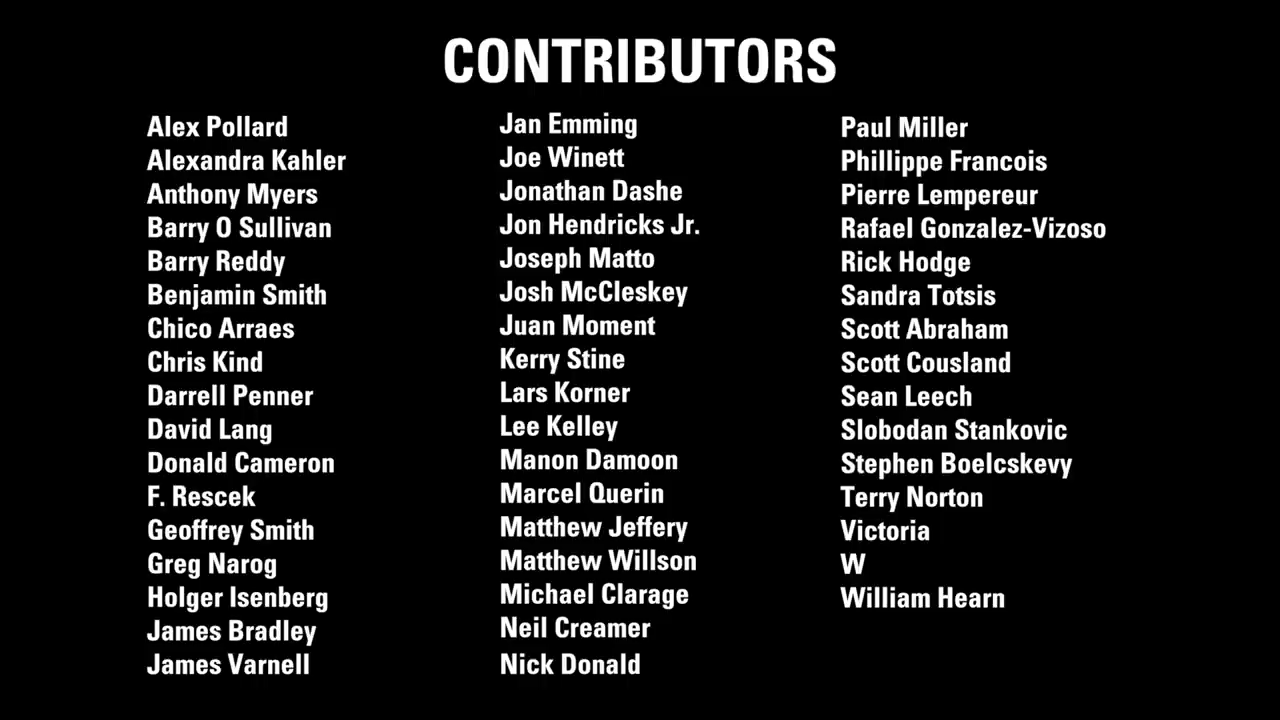 CONTRIBUTORS
Alex Pollard
Alexandra Kahler
Anthony Myers
Barry O Sullivan
Barry Reddy
Benjamin Smith
Chico Arraes
Chris Kind
Darrell Penner
David Lang
Donald Cameron
F. Rescek
Geoffrey Smith
Greg Narog
Holger Isenberg
James Bradley
James Varnell
Jan Emming
Joe Winett
Jonathan Dashe
Jon Hendricks Jr.
Joseph Matto
Josh McCleskey
Juan Moment
Kerry Stine
Lars Korner
Lee Kelley
Manon Damoon
Marcel Querin
Matthew Jeffery
Matthew Willson
Michael Clarage
Neil Creamer
Nick Donald
Paul Miller
Phillippe Francois
Pierre Lempereur
Rafael Gonzalez-Vizoso
Rick Hodge
Sandra Totsis
Scott Abraham
Scott Cousland
Sean Leech
Slobodan Stankovic
Stephen Boelcskevy
Terry Norton
Victoria
W
William Hearn